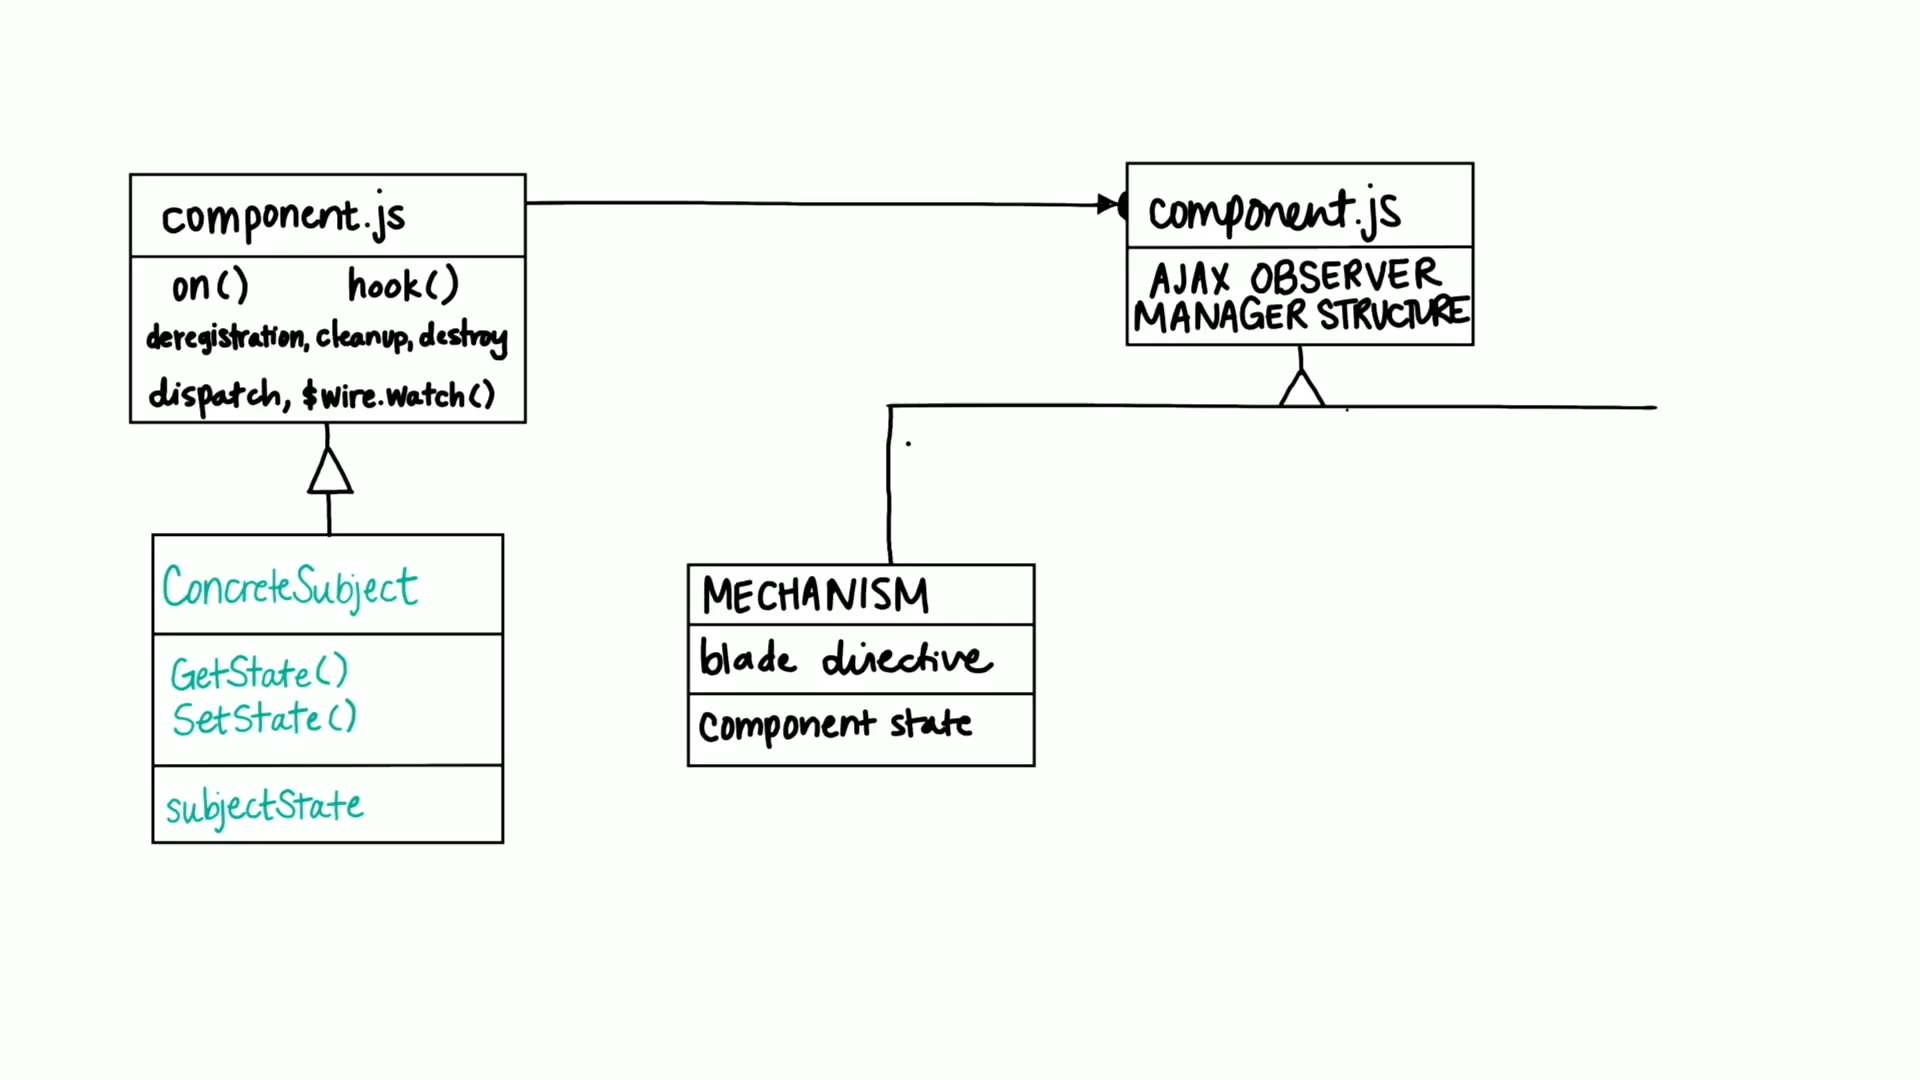 component.js
on() hook()
deregistration, cleanup, destroy
dispatch, $wire.watch()
ConcreteSubject
GetState()
SetState()
subjectState
component.js
AJAX OBSERVER
MANAGER STRUCTURE
MECHANISM
blade directive
component state